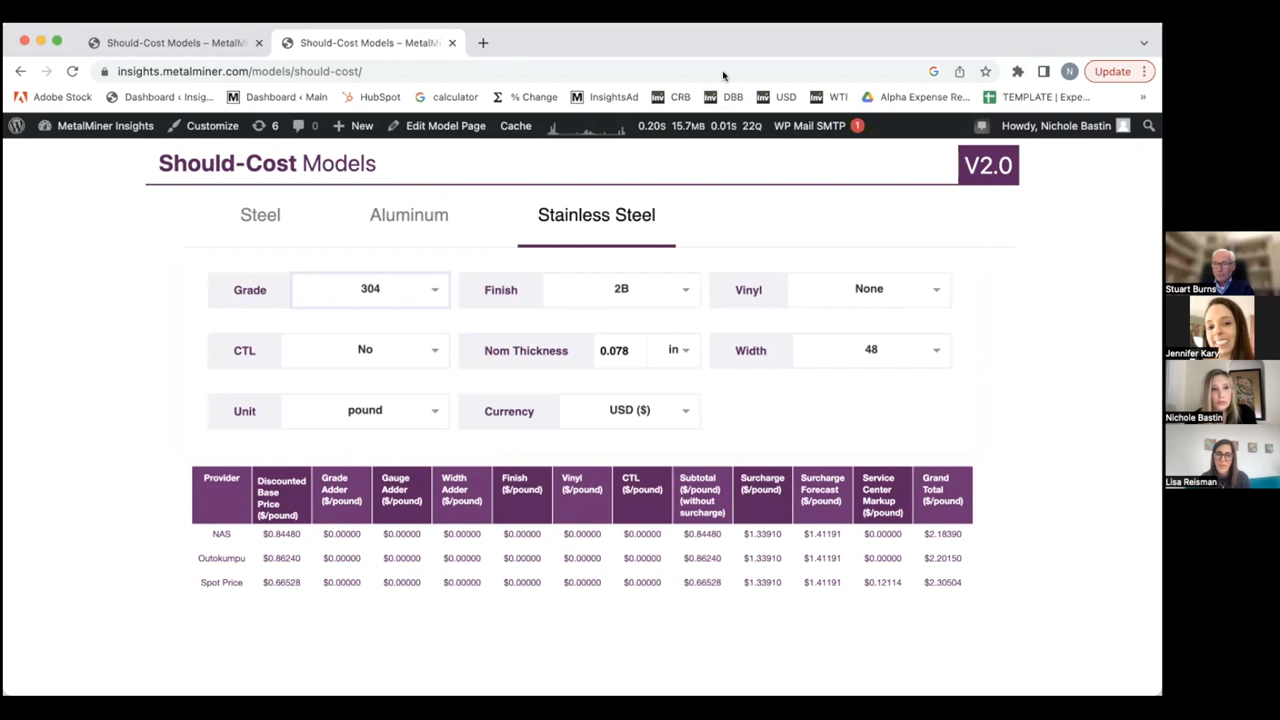 Should-Cost Models – MetalMi
Should-Cost Models – MetalMi
insights.metalminer.com/models/should-cost/
N
Update
Adobe Stock
Dashboard ‹ Insig...
Dashboard ‹ Main
HubSpot
calculator
% Change
InsightsAd
CRB
DBB
USD
WTI
Alpha Expense Re...
TEMPLATE | (Expe...
MetalMiner Insights
Customize
6
0
New
Edit Model Page
Cache
0.20S 15.7MB 0.01S 22Q
WP Mail SMTP 1
Howdy, Nichole Bastin
Should-Cost Models
V2.0
Steel
Aluminum
Stainless Steel
Grade 304
Finish 2B
Vinyl None
CTL No
Nom Thickness 0.078 in
Width 48
Unit pound
Currency USD ($)
Provider
Discounted Base Price ($/pound)
Grade Adder ($/pound)
Gauge Adder ($/pound)
Width Adder ($/pound)
Finish ($/pound)
Vinyl ($/pound)
CTL ($/pound)
Subtotal ($/pound) (without surcharge)
Surcharge ($/pound)
Surcharge Forecast ($/pound)
Service Center Markup ($/pound)
Grand Total ($/pound)
NAS $0.84480 $0.00000 $0.00000 $0.00000 $0.00000 $0.00000 $0.00000 $0.84480 $1.33910 $1.41191 $0.00000 $2.18390
Outokumpu $0.86240 $0.00000 $0.00000 $0.00000 $0.00000 $0.00000 $0.00000 $0.86240 $1.33910 $1.41191 $0.00000 $2.20150
Spot Price $0.66528 $0.00000 $0.00000 $0.00000 $0.00000 $0.00000 $0.00000 $0.66528 $1.33910 $1.41191 $0.12114 $2.30504
Stuart Burns
Jennifer Kary
Nichole Bastin
Lisa Reisman